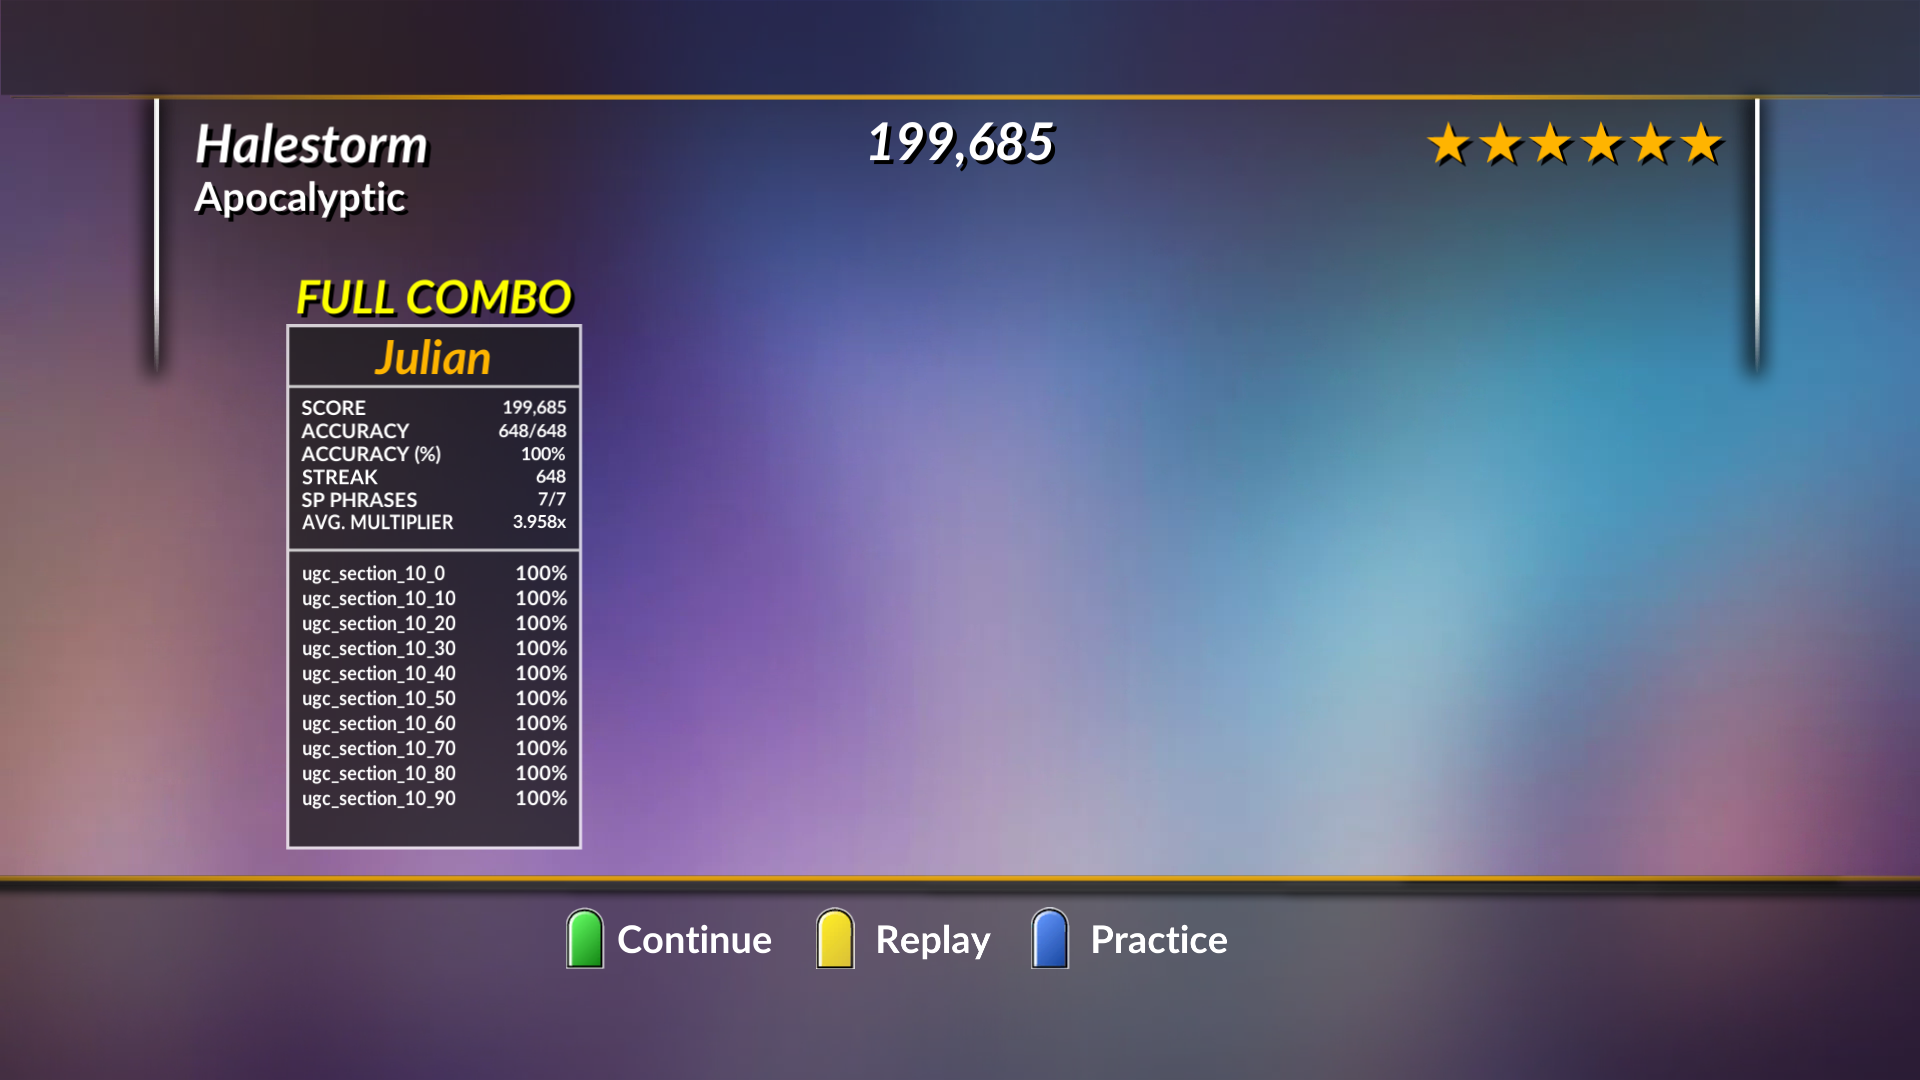 Halestorm
199,685
Apocalyptic
FULL COMBO
Julian
SCORE 199,685
ACCURACY 648/648
ACCURACY (%) 100%
STREAK 648
SP PHRASES 7/7
AVG. MULTIPLIER 3.958x
ugc_section_10_0 100%
ugc_section_10_10 100%
ugc_section_10_20 100%
ugc_section_10_30 100%
ugc_section_10_40 100%
ugc_section_10_50 100%
ugc_section_10_60 100%
ugc_section_10_70 100%
ugc_section_10_80 100%
ugc_section_10_90 100%
Continue Replay Practice